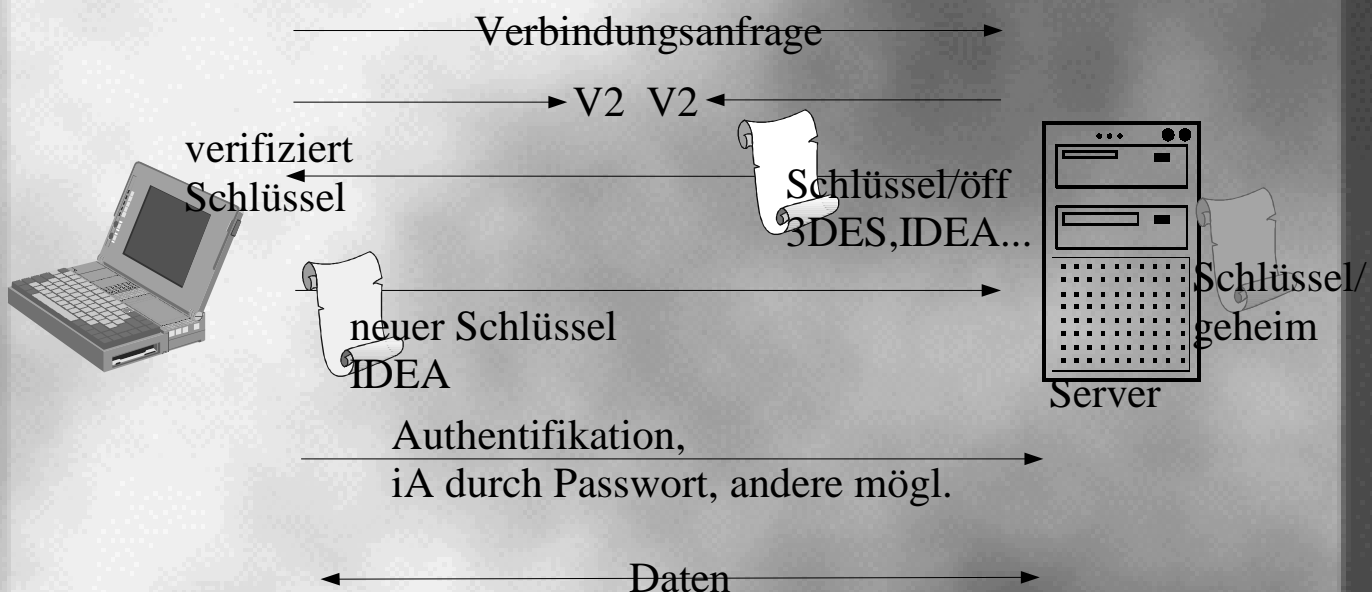 Verbindungsanfrage
V2 V2
verifiziert
Schlüssel
Schlüssel/öff
3DES,IDEA...
Schlüssel/
geheim
neuer Schlüssel
IDEA
Server
Authentifikation,
iA durch Passwort, andere mögl.
Daten